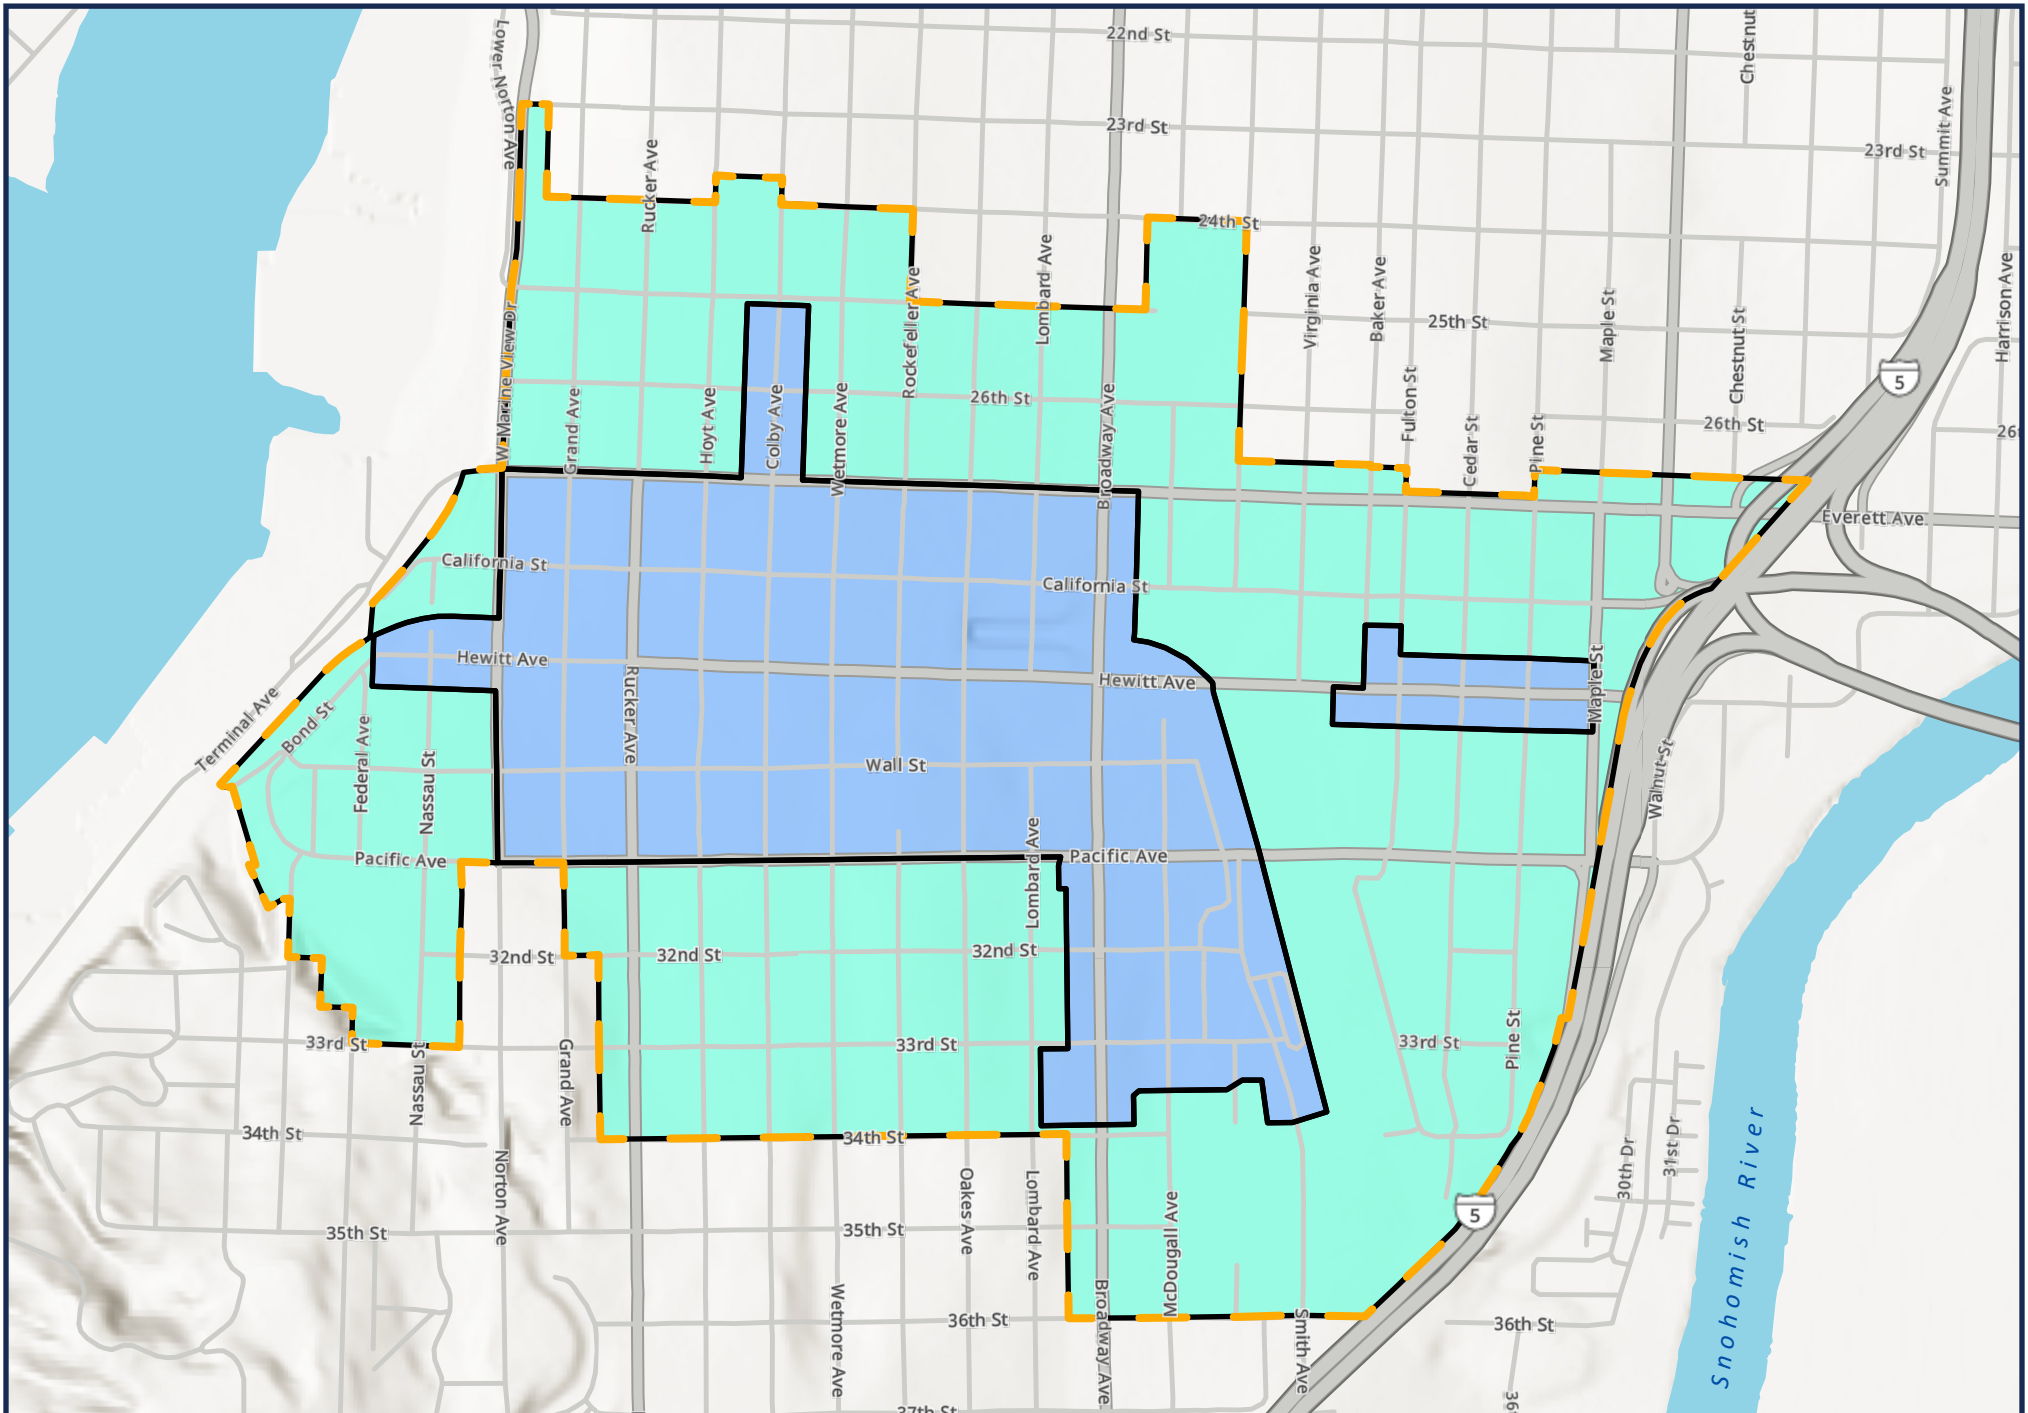 22nd St
Chestnut
Lower Norton Ave
23rd St
23rd St
Summit Ave
Rucker Ave
24th St
Lombard Ave
Virginia Ave
Baker Ave
Harrison Ave
Rockefeller Ave
Maple St
25th St
W Marine View Dr
Chestnut St
5
Grand Ave
Hoyt Ave
Colby Ave
Wetmore Ave
26th St
Broadway Ave
Fulton St
Cedar St
Pine St
26th St
26t
Everett Ave
California St
California St
Hewitt Ave
Hewitt Ave
Maple St
Rucker Ave
Terminal Ave
Bond St
Federal Ave
Nassau St
Wall St
Walnut St
Pacific Ave
Pacific Ave
Lombard Ave
32nd St
32nd St
32nd St
33rd St
Nassau St
Grand Ave
33rd St
33rd St
Pine St
34th St
34th St
30th Dr
31st Dr
Snohomish River
Norton Ave
Oakes Ave
Lombard Ave
McDougall Ave
5
35th St
35th St
Wetmore Ave
36th St
Broadway Ave
Smith Ave
36th St
37th St